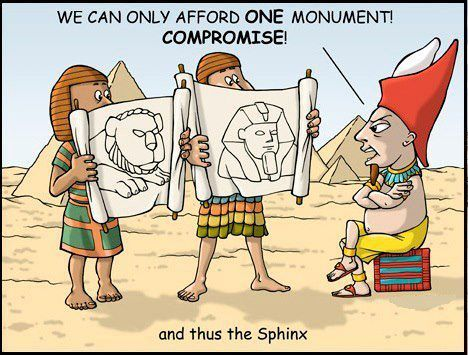 WE CAN ONLY AFFORD ONE MONUMENT!
COMPROMISE!
and thus the Sphinx